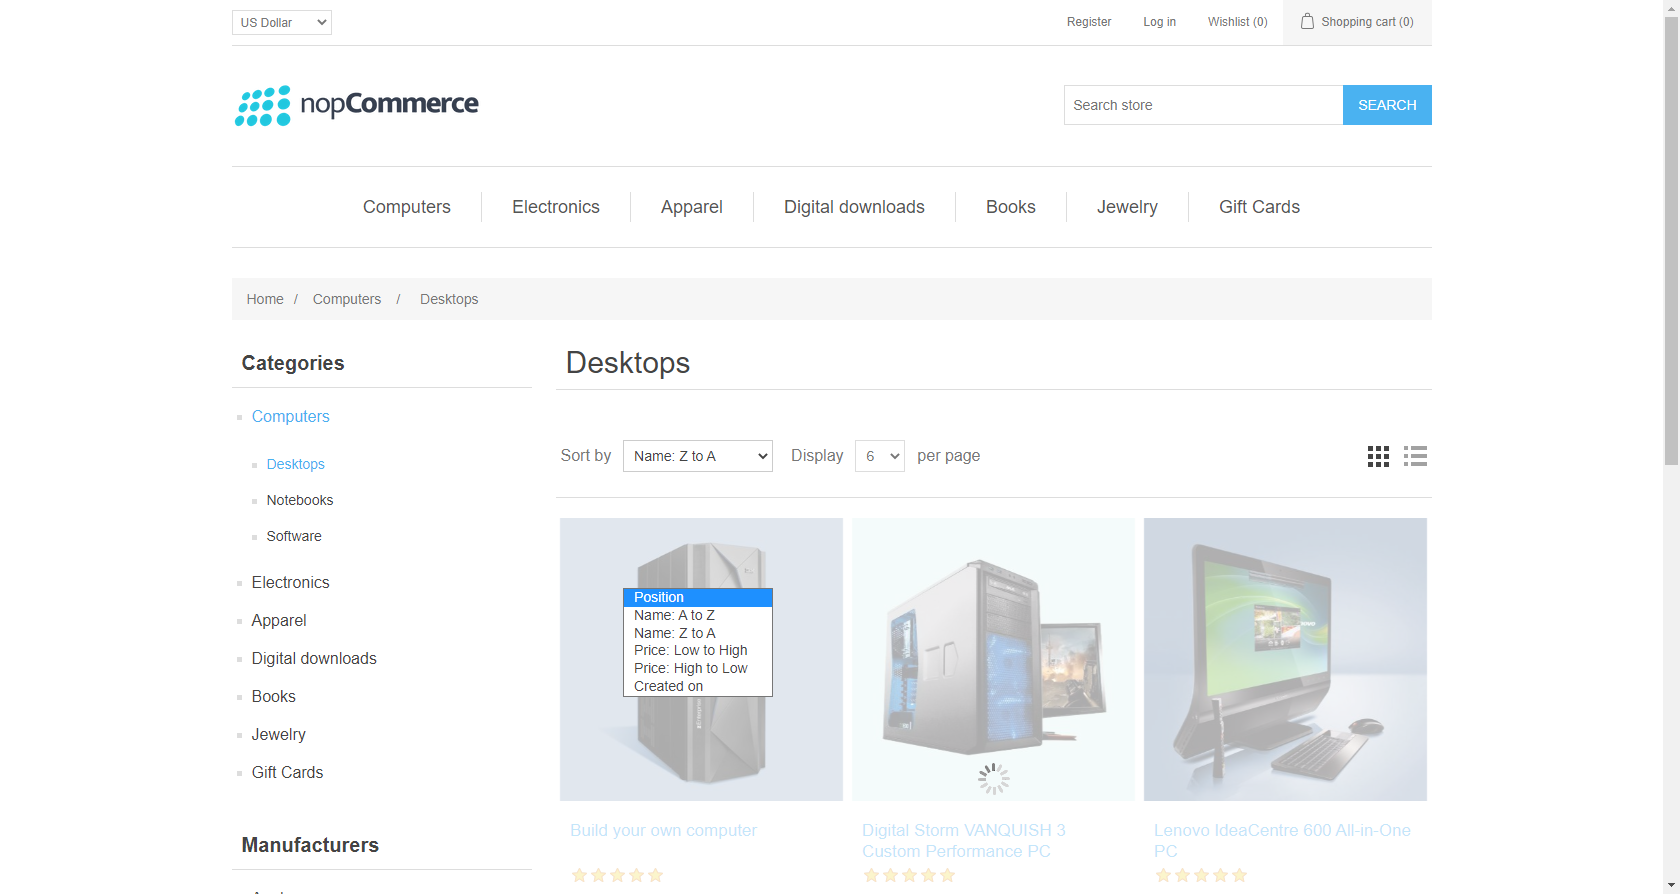 US Dollar
Register
Log in
Wishlist (0)
Shopping cart (0)
nopCommerce
Search store
SEARCH
Computers
Electronics
Apparel
Digital downloads
Books
Jewelry
Gift Cards
Home / Computers / Desktops
Categories
Computers
Desktops
Notebooks
Software
Electronics
Apparel
Digital downloads
Books
Jewelry
Gift Cards
Manufacturers
Desktops
Sort by Name: Z to A Display 6 per page
Position
Name: A to Z
Name: Z to A
Price: Low to High
Price: High to Low
Created on
Build your own computer
Digital Storm VANQUISH 3
Custom Performance PC
Lenovo IdeaCentre 600 All-in-One
PC